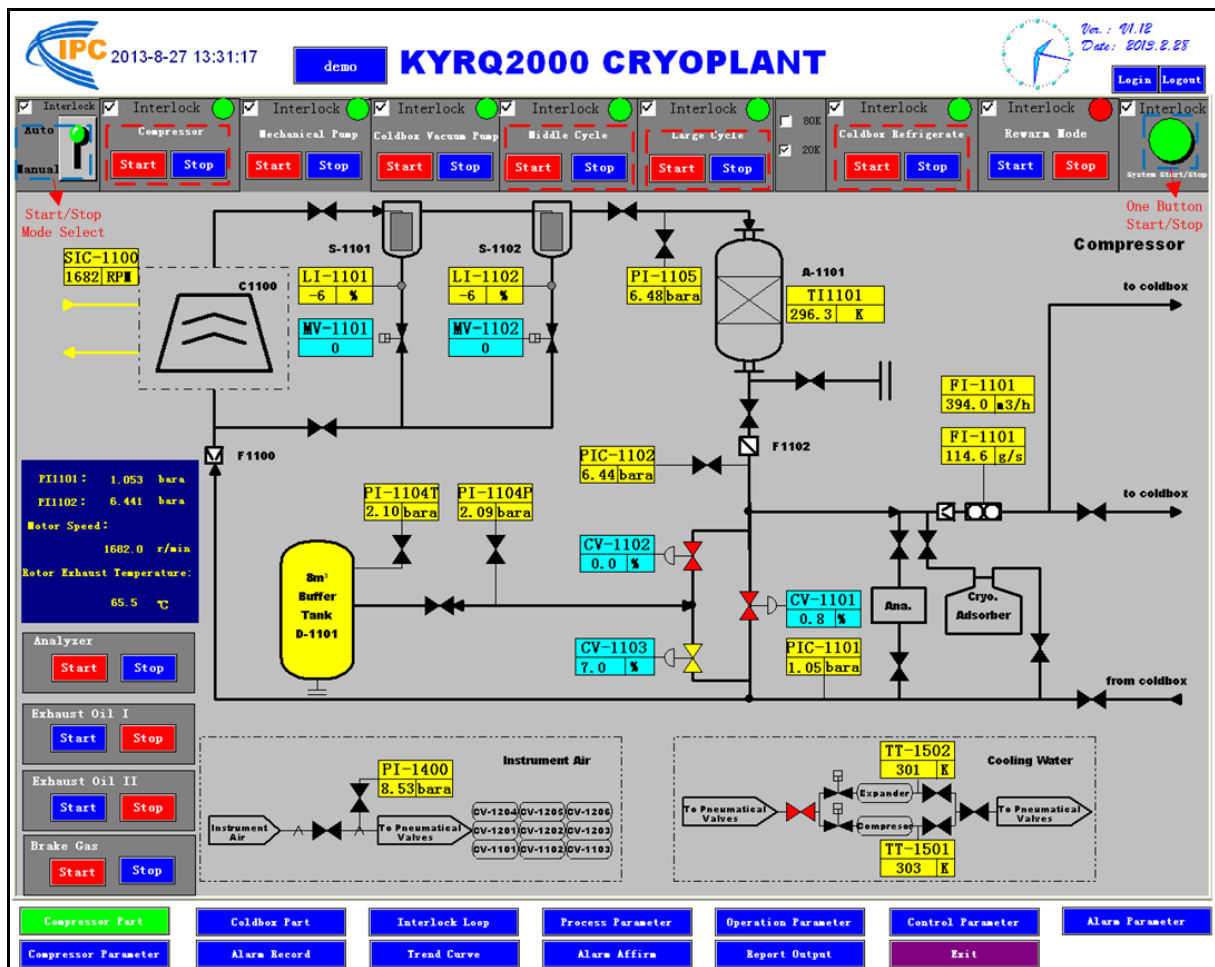 IPC
2013-8-27 13:31:17
demo
KYRQ2000 CRYOPLANT
Ver. : V1.12
Date: 2013.2.28
Login Logout
Interlock Interlock Interlock Interlock Interlock Interlock Interlock Interlock Interlock
Auto
Manual
Compressor
Start Stop
Mechanical Pump
Start Stop
Coldbox Vacuum Pump
Start Stop
Middle Cycle
Start Stop
Large Cycle
Start Stop
80K
20K
Coldbox Refrigerate
Start Stop
Rewarm Mode
Start Stop
System Start/Stop
Start/Stop
Mode Select
One Button
Start/Stop
Compressor
SIC-1100
1682 RPM
C1100
S-1101
S-1102
LI-1101
-6 %
LI-1102
-6 %
MV-1101
0
MV-1102
0
PI-1105
6.48 bara
A-1101
TI1101
296.3 K
to coldbox
FI-1101
394.0 m3/h
FI-1101
114.6 g/s
F1100
F1102
PIC-1102
6.44 bara
to coldbox
PI1101: 1.053 bara
PI1102: 6.441 bara
Motor Speed:
1682.0 r/min
Rotor Exhaust Temperature:
65.5 ℃
PI-1104T
2.10 bara
PI-1104P
2.09 bara
8m³
Buffer
Tank
D-1101
CV-1102
0.0 %
CV-1101
0.8 %
CV-1103
7.0 %
PIC-1101
1.05 bara
Ana.
Cryo.
Adsorber
from coldbox
Analyzer
Start Stop
Exhaust Oil I
Start Stop
Exhaust Oil II
Start Stop
Brake Gas
Start Stop
Instrument Air
PI-1400
8.53 bara
Instrument
Air
To Pneumatical
Valves
CV-1204 CV-1205 CV-1206
CV-1201 CV-1202 CV-1203
CV-1101 CV-1102 CV-1103
Cooling Water
TT-1502
301 K
To Pneumatical
Valves
Expander
Compresor
To Pneumatical
Valves
TT-1501
303 K
Compressor Part Coldbox Part Interlock Loop Process Parameter Operation Parameter Control Parameter Alarm Parameter
Compressor Parameter Alarm Record Trend Curve Alarm Affirm Report Output Exit